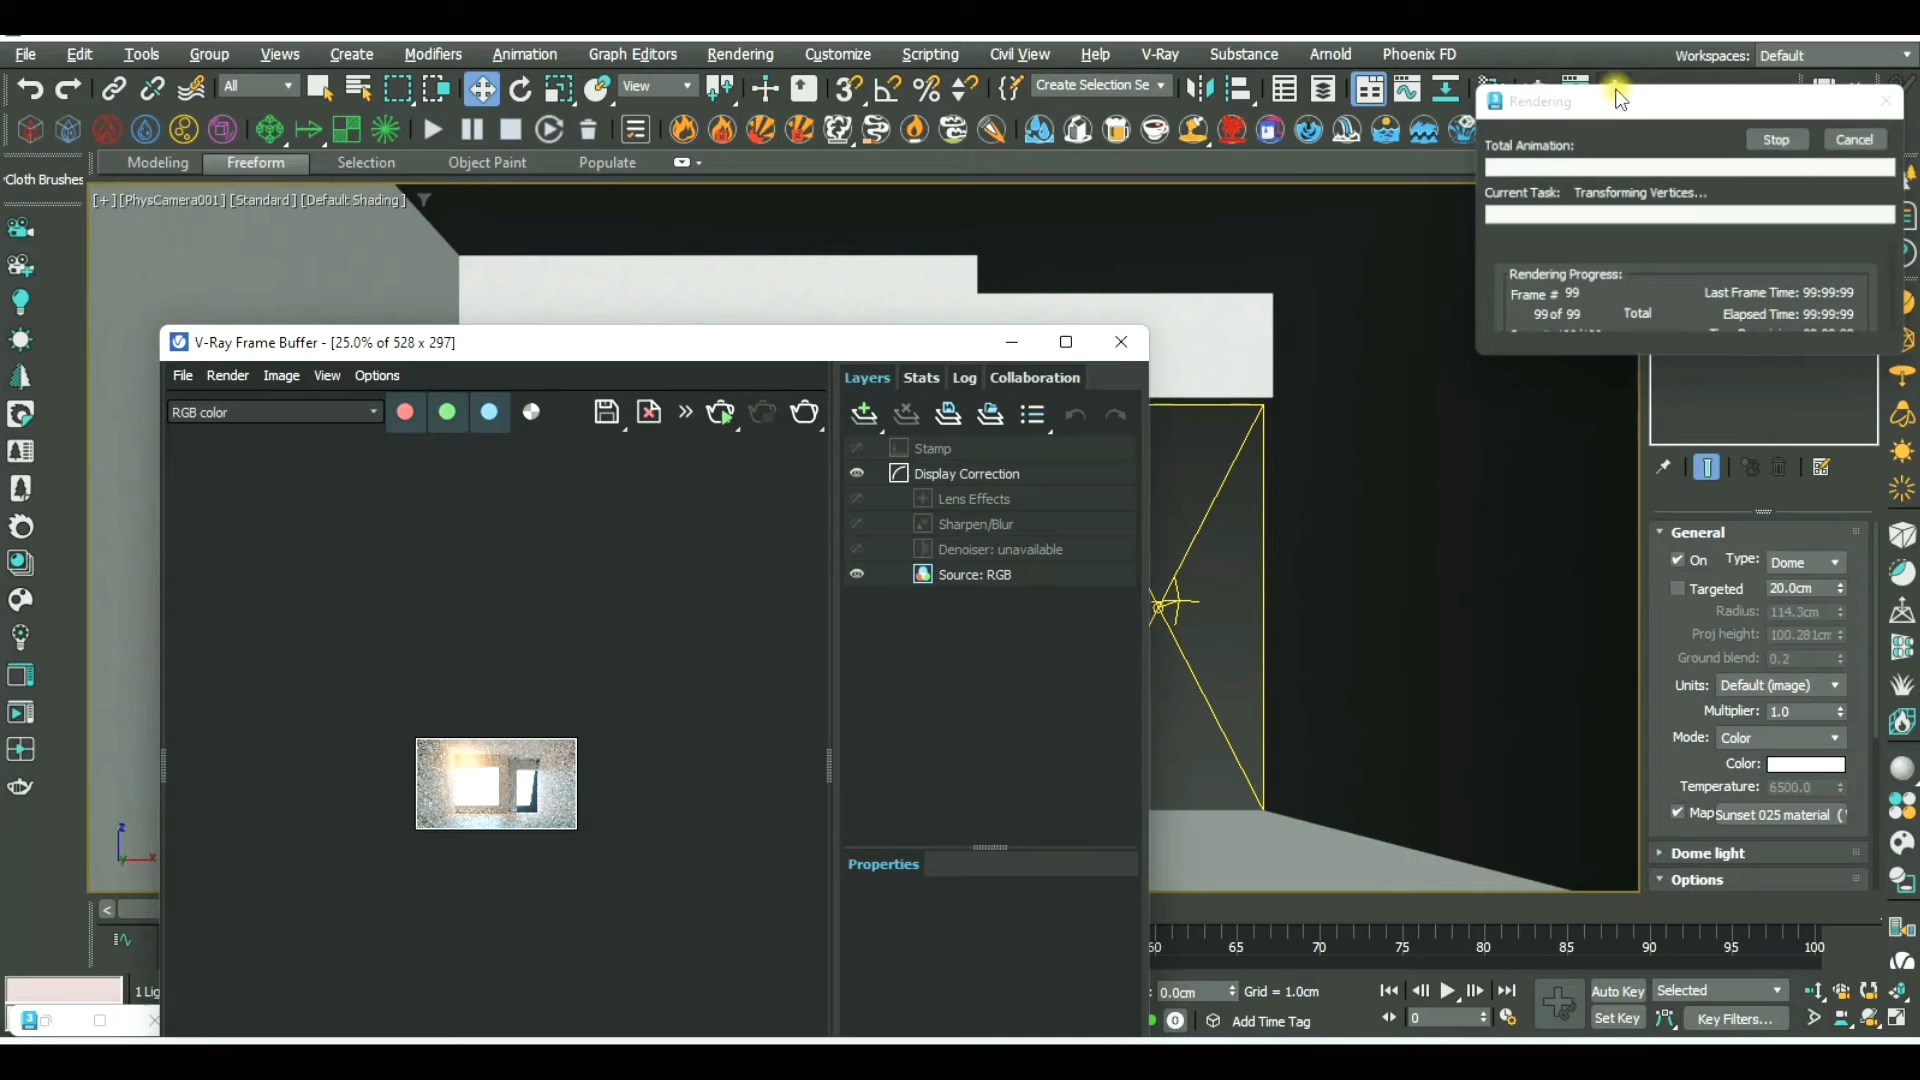 File Edit Tools Group Views Create Modifiers Animation Graph Editors Rendering Customize Scripting Civil View Help V-Ray Substance Arnold Phoenix FD Workspaces: Default
All View Create Selection Se
Rendering
Stop Cancel
Total Animation:
Current Task: Transforming Vertices...
Rendering Progress:
Frame # 99 Last Frame Time: 99:99:99
99 of 99 Total Elapsed Time: 99:99:99
Modeling Freeform Selection Object Paint Populate
Cloth Brushes
[+] [PhysCamera001] [Standard] [Default Shading]
V-Ray Frame Buffer - [25.0% of 528 x 297]
File Render Image View Options
RGB color
Layers Stats Log Collaboration
Stamp
Display Correction
Lens Effects
Sharpen/Blur
Denoiser: unavailable
Source: RGB
Properties
General
On Type: Dome
Targeted 20.0cm
Radius: 114.3cm
Proj height: 100.281cm
Ground blend: 0.2
Units: Default (image)
Multiplier: 1.0
Mode: Color
Color:
Temperature: 6500.0
Map Sunset 025 material (
Dome light
Options
z
x
y
<
60 65 70 75 80 85 90 95 100
1 Lig
0.0cm Grid = 1.0cm
Auto Key Selected
0 Add Time Tag
0
Set Key Key Filters...